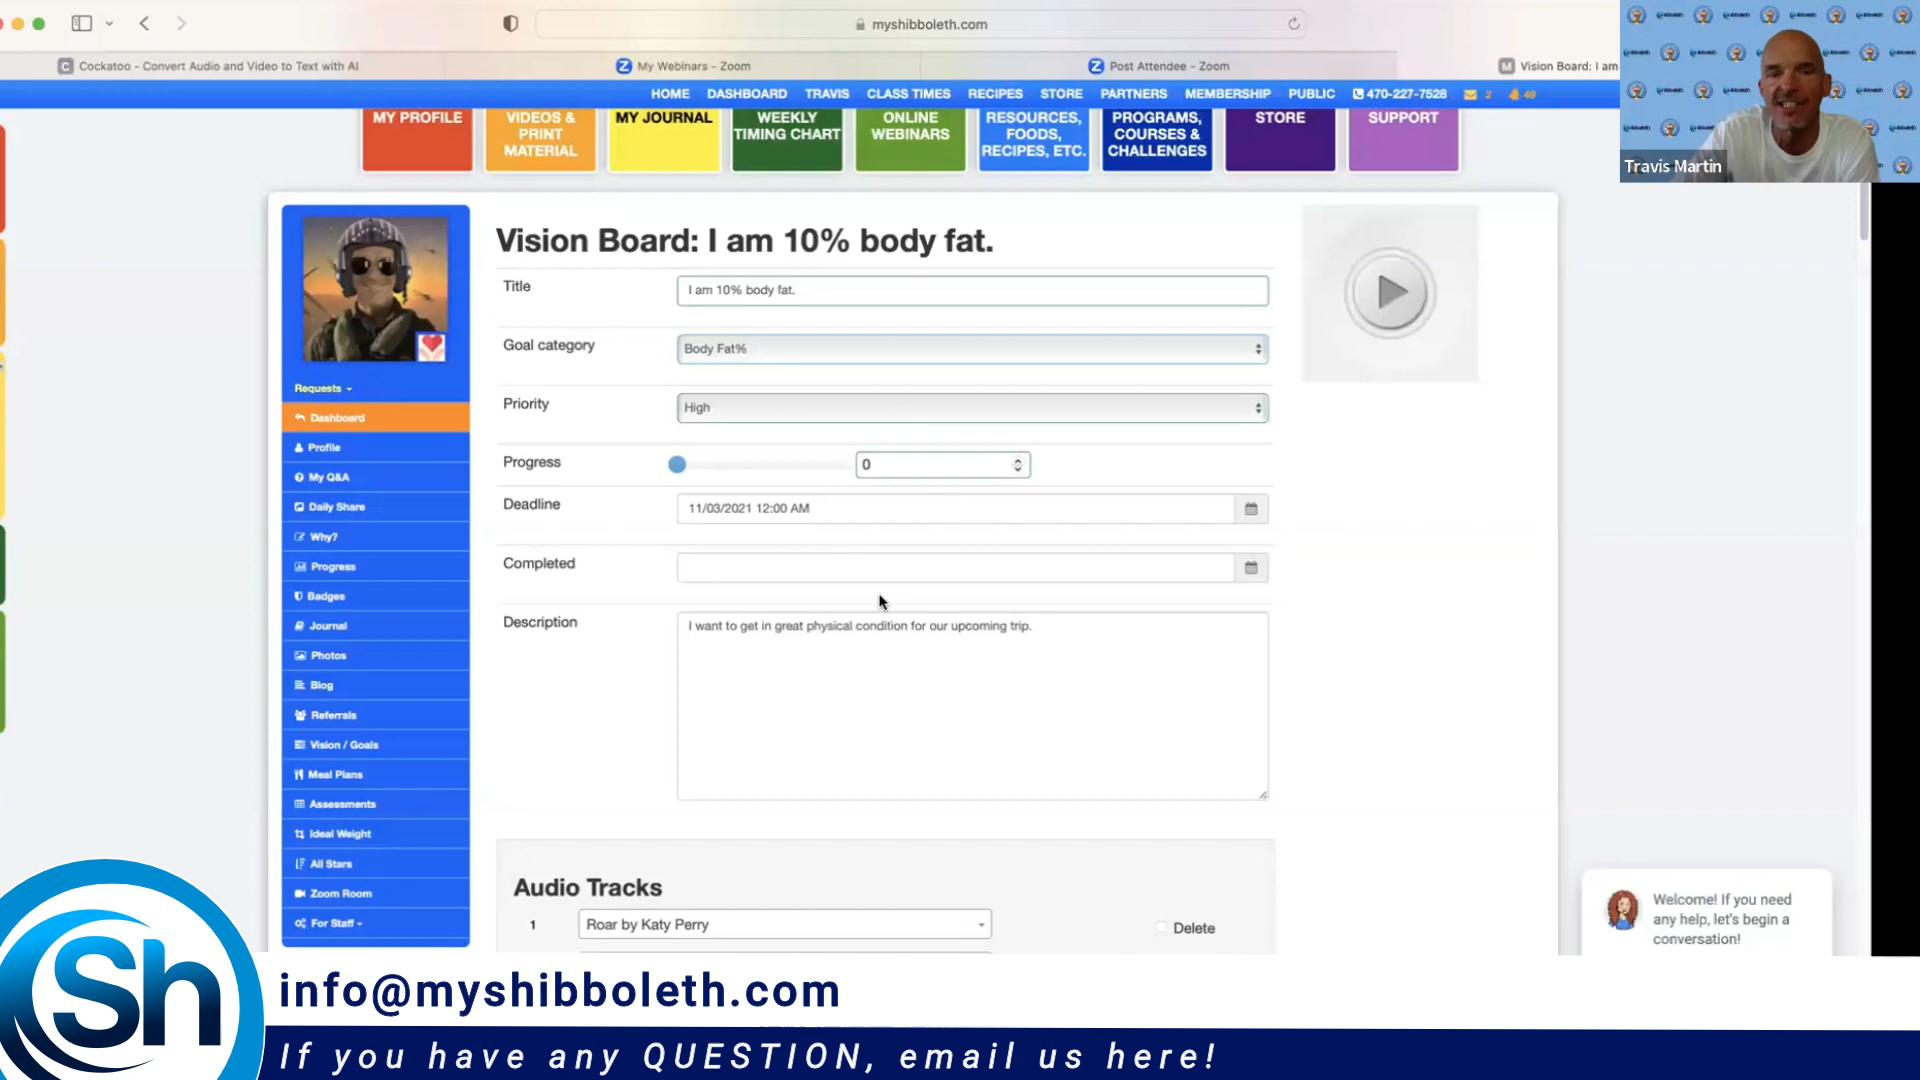 myshibboleth.com
Cockatoo - Convert Audio and Video to Text with AI
My Webinars - Zoom
Post Attendee - Zoom
Vision Board: I am
HOME DASHBOARD TRAVIS CLASS TIMES RECIPES STORE PARTNERS MEMBERSHIP PUBLIC 470-227-7528 2 49
MY PROFILE
VIDEOS &
PRINT
MATERIAL
MY JOURNAL
WEEKLY
TIMING CHART
ONLINE
WEBINARS
RESOURCES,
FOODS,
RECIPES, ETC.
PROGRAMS,
COURSES &
CHALLENGES
STORE
SUPPORT
Travis Martin
Requests
Dashboard
Profile
My Q&A
Daily Share
Why?
Progress
Badges
Journal
Photos
Blog
Referrals
Vision / Goals
Meal Plans
Assessments
Ideal Weight
All Stars
Zoom Room
For Staff
Vision Board: I am 10% body fat.
Title
I am 10% body fat.
Goal category
Body Fat%
Priority
High
Progress
0
Deadline
11/03/2021 12:00 AM
Completed
Description
I want to get in great physical condition for our upcoming trip.
Audio Tracks
1
Roar by Katy Perry
Delete
Welcome! If you need
any help, let's begin a
conversation!
Sh
info@myshibboleth.com
If you have any QUESTION, email us here!